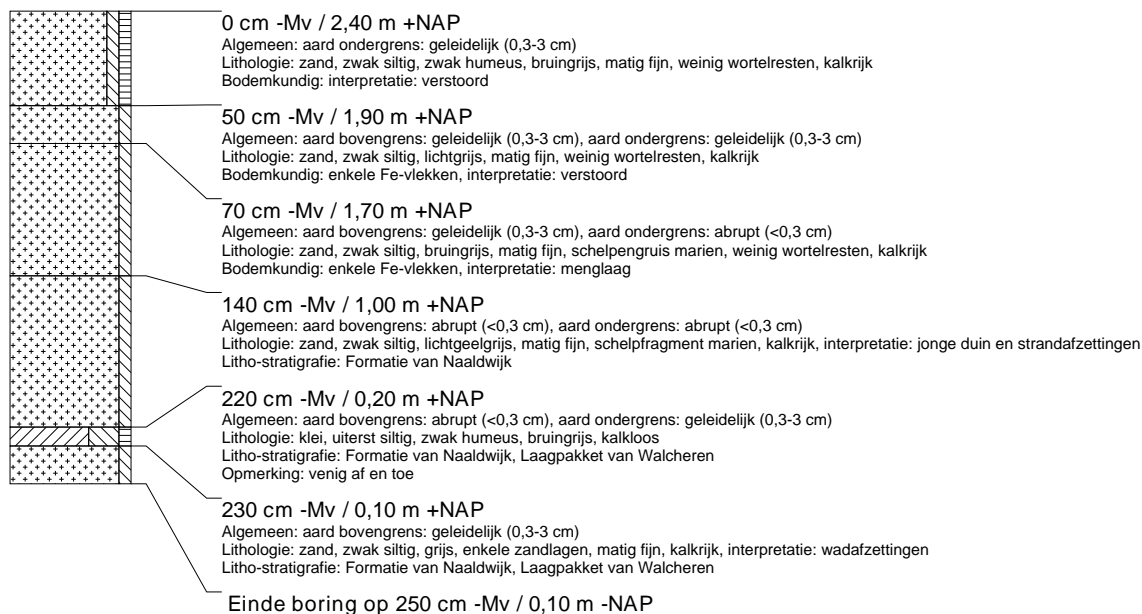 0 cm -Mv / 2,40 m +NAP
Algemeen: aard ondergrens: geleidelijk (0,3-3 cm)
Lithologie: zand, zwak siltig, zwak humeus, bruingrijs, matig fijn, weinig wortelresten, kalkrijk
Bodemkundig: interpretatie: verstoord
50 cm -Mv / 1,90 m +NAP
Algemeen: aard bovengrens: geleidelijk (0,3-3 cm), aard ondergrens: geleidelijk (0,3-3 cm)
Lithologie: zand, zwak siltig, lichtgrijs, matig fijn, weinig wortelresten, kalkrijk
Bodemkundig: enkele Fe-vlekken, interpretatie: verstoord
70 cm -Mv / 1,70 m +NAP
Algemeen: aard bovengrens: geleidelijk (0,3-3 cm), aard ondergrens: abrupt (<0,3 cm)
Lithologie: zand, zwak siltig, bruingrijs, matig fijn, schelpengruis marien, weinig wortelresten, kalkrijk
Bodemkundig: enkele Fe-vlekken, interpretatie: menglaag
140 cm -Mv / 1,00 m +NAP
Algemeen: aard bovengrens: abrupt (<0,3 cm), aard ondergrens: abrupt (<0,3 cm)
Lithologie: zand, zwak siltig, lichtgeelgrijs, matig fijn, schelpfragment marien, kalkrijk, interpretatie: jonge duin en strandafzettingen
Litho-stratigrafie: Formatie van Naaldwijk
220 cm -Mv / 0,20 m +NAP
Algemeen: aard bovengrens: abrupt (<0,3 cm), aard ondergrens: geleidelijk (0,3-3 cm)
Lithologie: klei, uiterst siltig, zwak humeus, bruingrijs, kalkloos
Litho-stratigrafie: Formatie van Naaldwijk, Laagpakket van Walcheren
Opmerking: venig af en toe
230 cm -Mv / 0,10 m +NAP
Algemeen: aard bovengrens: geleidelijk (0,3-3 cm)
Lithologie: zand, zwak siltig, grijs, enkele zandlagen, matig fijn, kalkrijk, interpretatie: wadafzettingen
Litho-stratigrafie: Formatie van Naaldwijk, Laagpakket van Walcheren
Einde boring op 250 cm -Mv / 0,10 m -NAP